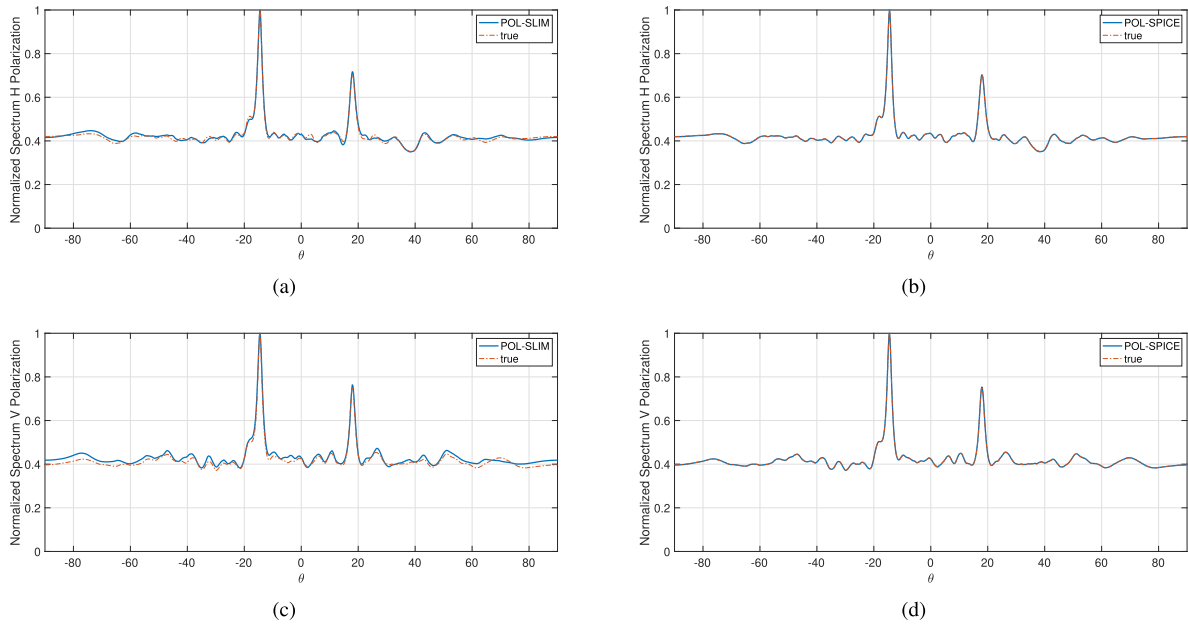 Normalized Spectrum H Polarization
1
0.8
0.6
0.4
0.2
0
-80 -60 -40 -20 0 20 40 60 80
θ
POL-SLIM
true
(a)
Normalized Spectrum H Polarization
1
0.8
0.6
0.4
0.2
0
-80 -60 -40 -20 0 20 40 60 80
θ
POL-SPICE
true
(b)
Normalized Spectrum V Polarization
1
0.8
0.6
0.4
0.2
0
-80 -60 -40 -20 0 20 40 60 80
θ
POL-SLIM
true
(c)
Normalized Spectrum V Polarization
1
0.8
0.6
0.4
0.2
0
-80 -60 -40 -20 0 20 40 60 80
θ
POL-SPICE
true
(d)